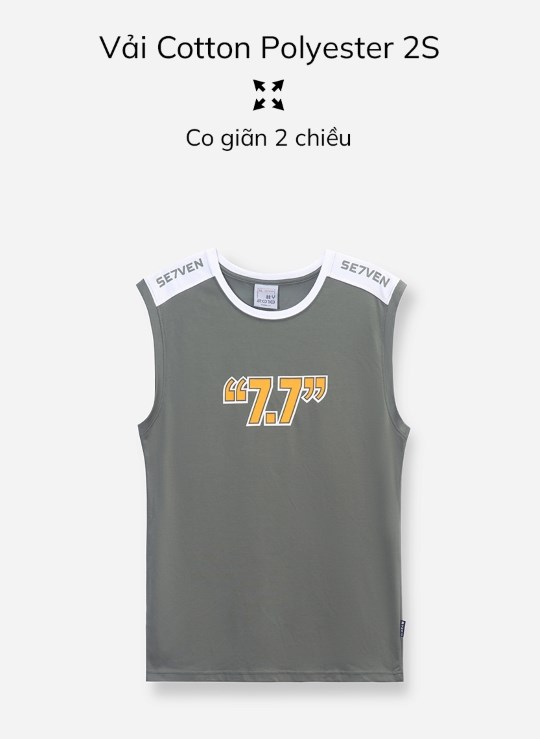 Vải Cotton Polyester 2S
Co giãn 2 chiều
SE7VEN
SE7VEN
“7.7”